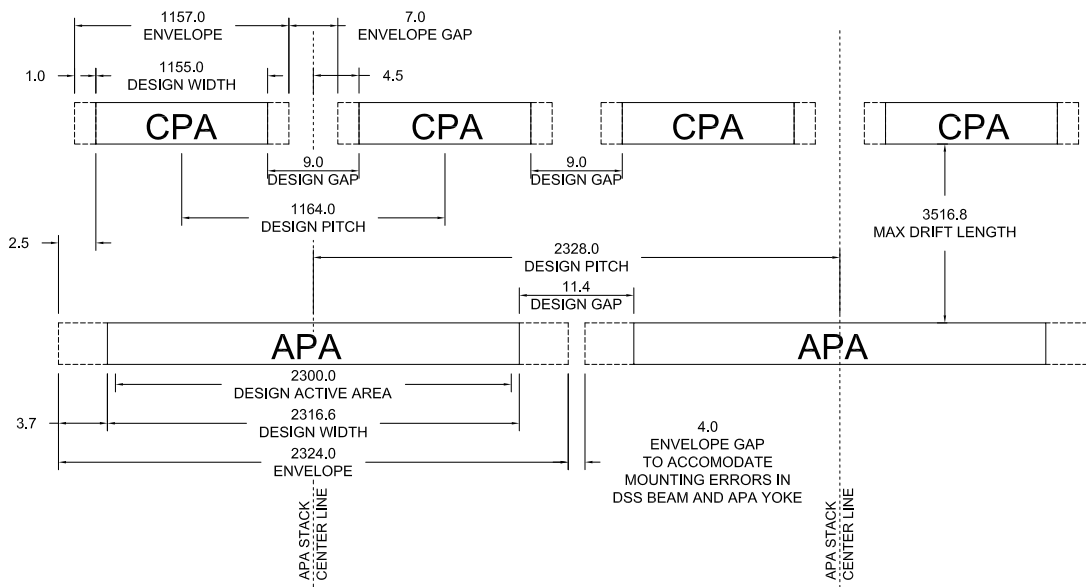 1157.0
ENVELOPE
7.0
ENVELOPE GAP
1.0
1155.0
DESIGN WIDTH
4.5
CPA
CPA
CPA
CPA
9.0
DESIGN GAP
9.0
DESIGN GAP
1164.0
DESIGN PITCH
3516.8
MAX DRIFT LENGTH
2.5
2328.0
DESIGN PITCH
11.4
DESIGN GAP
APA
APA
2300.0
DESIGN ACTIVE AREA
3.7
2316.6
DESIGN WIDTH
2324.0
ENVELOPE
4.0
ENVELOPE GAP
TO ACCOMODATE
MOUNTING ERRORS IN
DSS BEAM AND APA YOKE
APA STACK
CENTER LINE
APA STACK
CENTER LINE